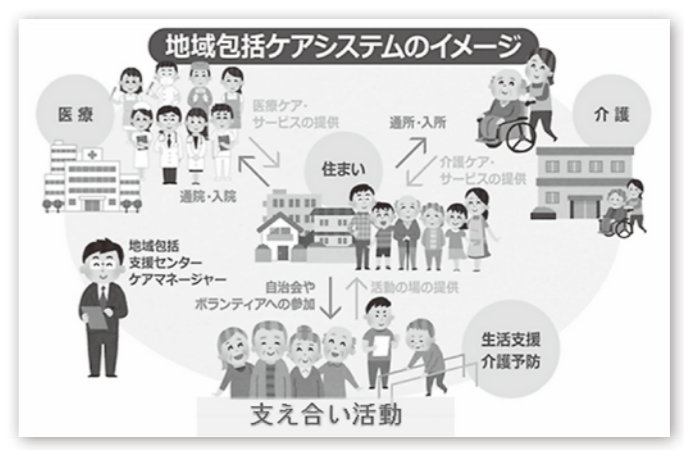 地域包括ケアシステムのイメージ
医療
介護
医療ケア・
サービスの提供
通所・入所
住まい
介護ケア・
サービスの提供
通院・入院
地域包括
支援センター
ケアマネージャー
自治会や
ボランティアへの参加
活動の場の提供
生活支援
介護予防
支え合い活動